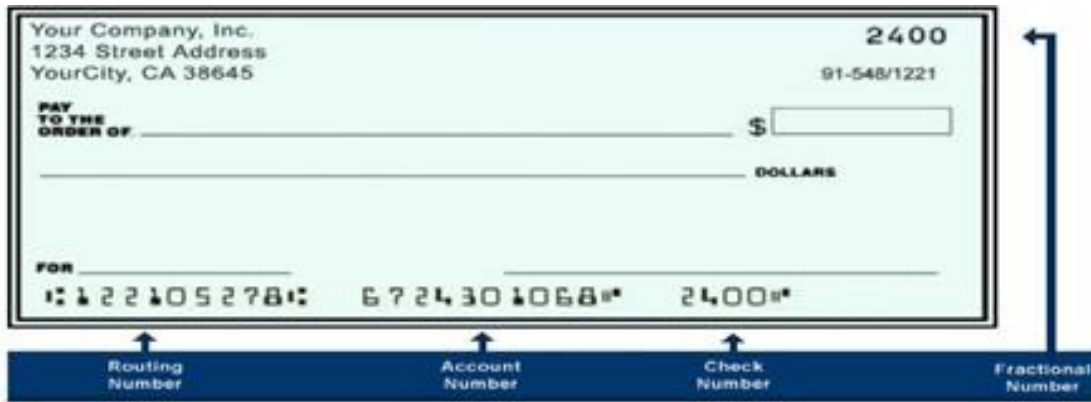 Your Company, Inc.
1234 Street Address
YourCity, CA 38645
2400
91-548/1221
PAY
TO THE
ORDER OF
$
DOLLARS
FOR
⑆122105278⑆ 6724301068⑈ 2400⑈
Routing Number
Account Number
Check Number
Fractional Number